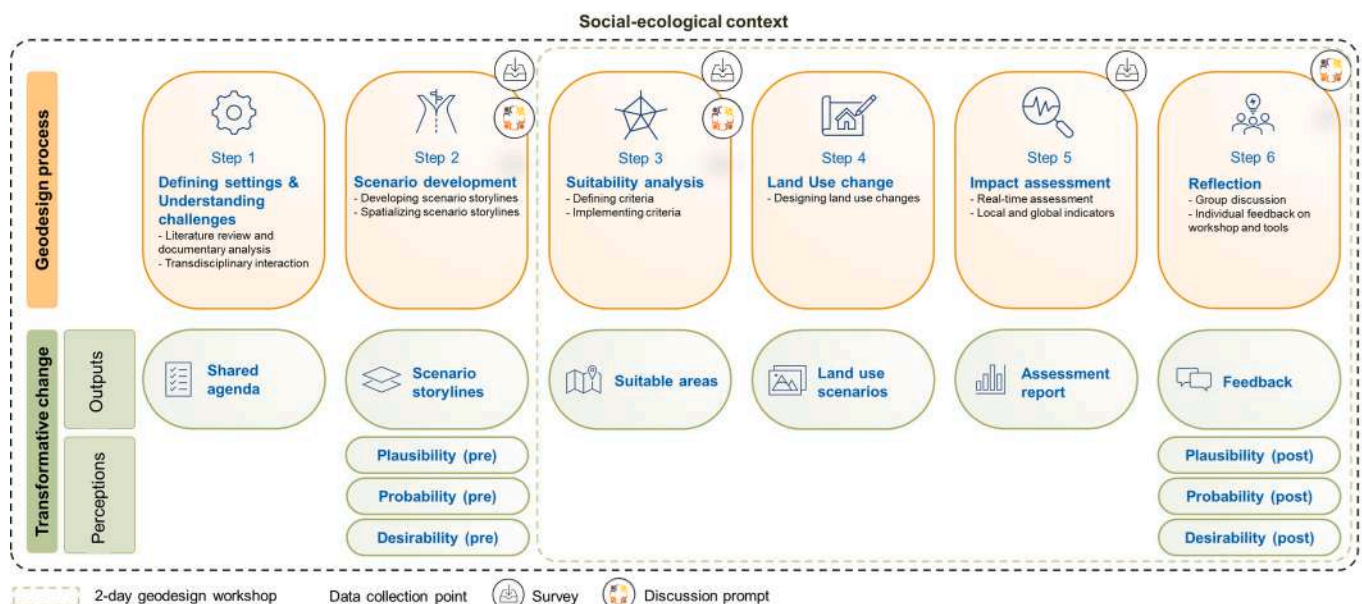 Social-ecological context
Geodesign process
Step 1
Defining settings &
Understanding
challenges
- Literature review and
documentary analysis
- Transdisciplinary interaction
Step 2
Scenario development
- Developing scenario storylines
- Spatializing scenario storylines
Step 3
Suitability analysis
- Defining criteria
- Implementing criteria
Step 4
Land Use change
- Designing land use changes
Step 5
Impact assessment
- Real-time assessment
- Local and global indicators
Step 6
Reflection
- Group discussion
- Individual feedback on
workshop and tools
Transformative change
Outputs
Shared
agenda
Scenario
storylines
Suitable areas
Land use
scenarios
Assessment
report
Feedback
Perceptions
Plausibility (pre)
Probability (pre)
Desirability (pre)
Plausibility (post)
Probability (post)
Desirability (post)
2-day geodesign workshop
Data collection point
Survey
Discussion prompt